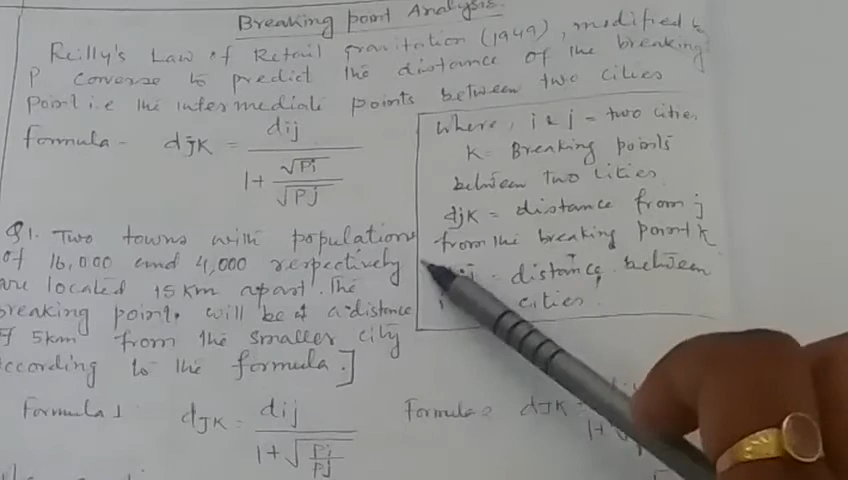 Breaking point Analysis.
Reilly's Law of Retail gravitation (1949), modified b
P converse to predict the distance of the breaking
Point i.e the intermediate points between two cities
formula - djK = dij / 1 + √Pi / √Pj
where, i & j = two cities
K = Breaking points
between two cities
djK = distance from j
from the breaking point k
distance between
cities.
Q1. Two towns with populations
of 16,000 and 4,000 respectively
are located 15 km apart. The
breaking point will be at a distance
of 5km from the smaller city
according to the formula.]
Formula 1 dJK = dij / 1 + √Pi/Pj
Formula 2 dJK =